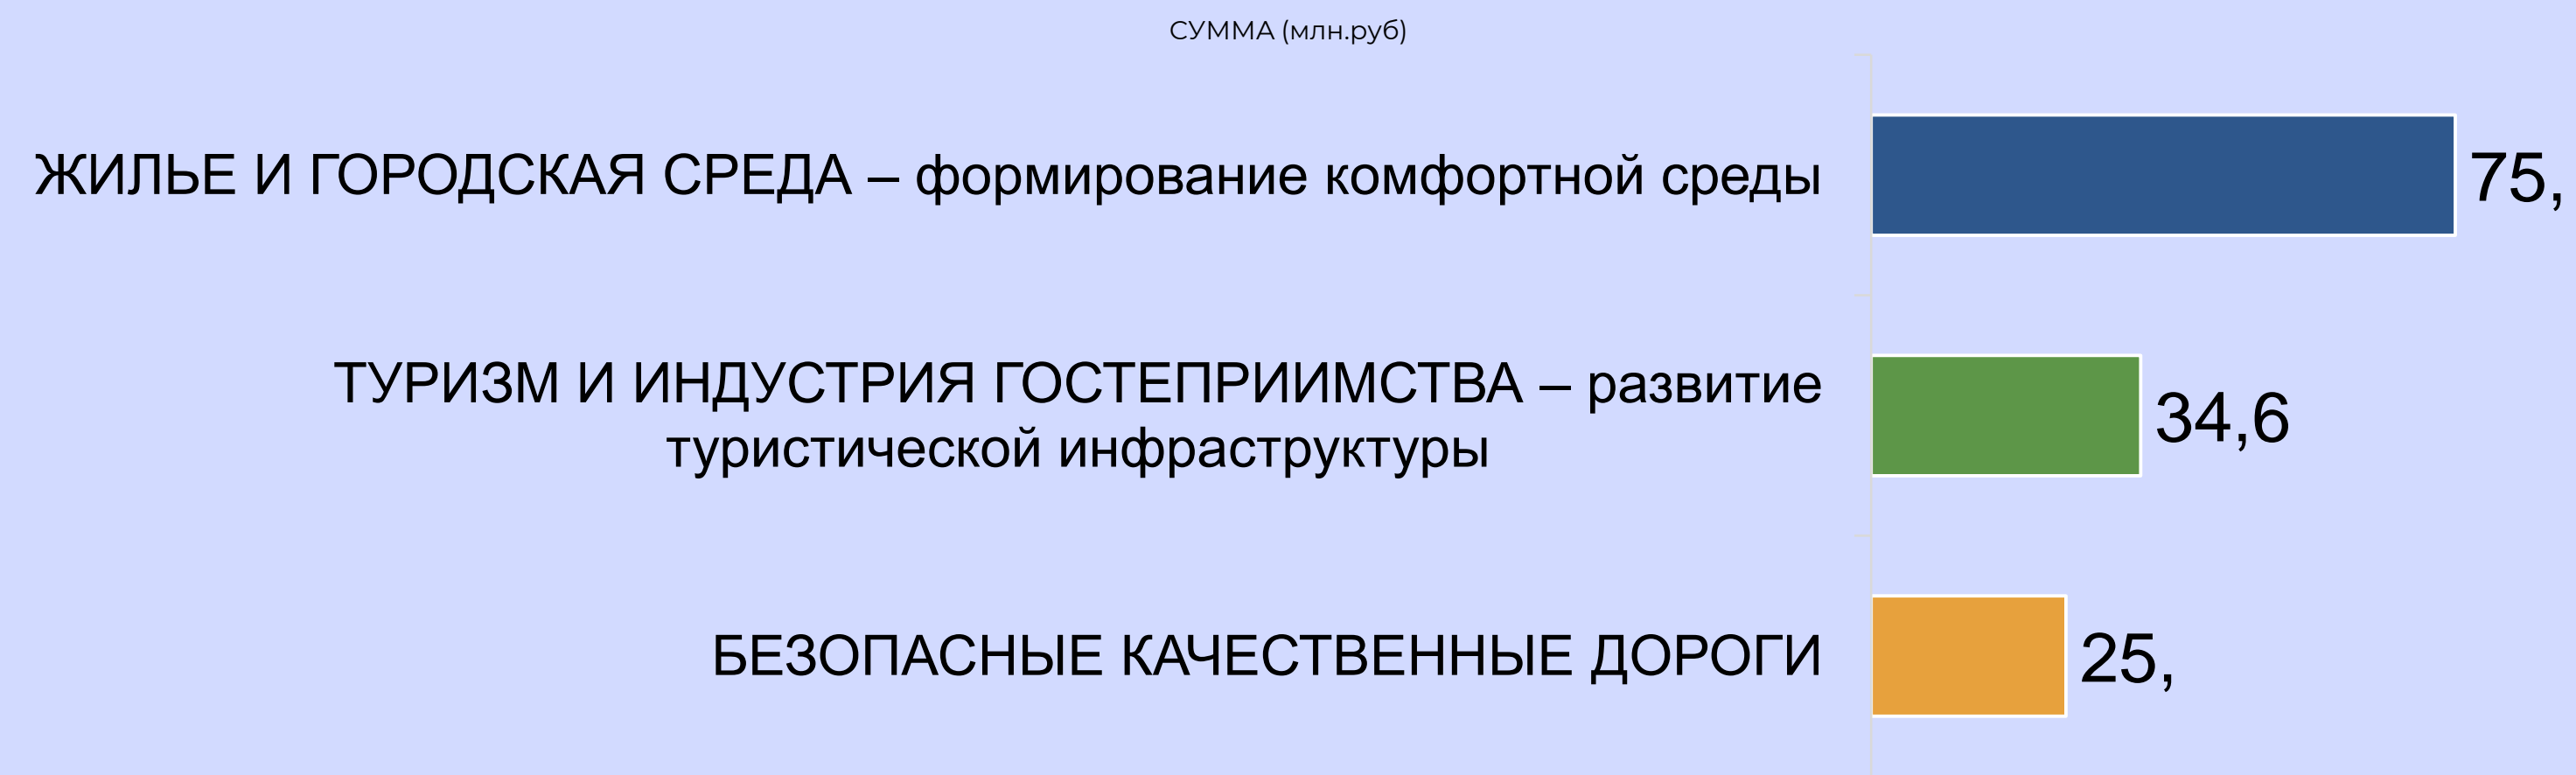 СУММА (млн.руб)
ЖИЛЬЕ И ГОРОДСКАЯ СРЕДА – формирование комфортной среды
75,
ТУРИЗМ И ИНДУСТРИЯ ГОСТЕПРИИМСТВА – развитие
туристической инфраструктуры
34,6
БЕЗОПАСНЫЕ КАЧЕСТВЕННЫЕ ДОРОГИ
25,